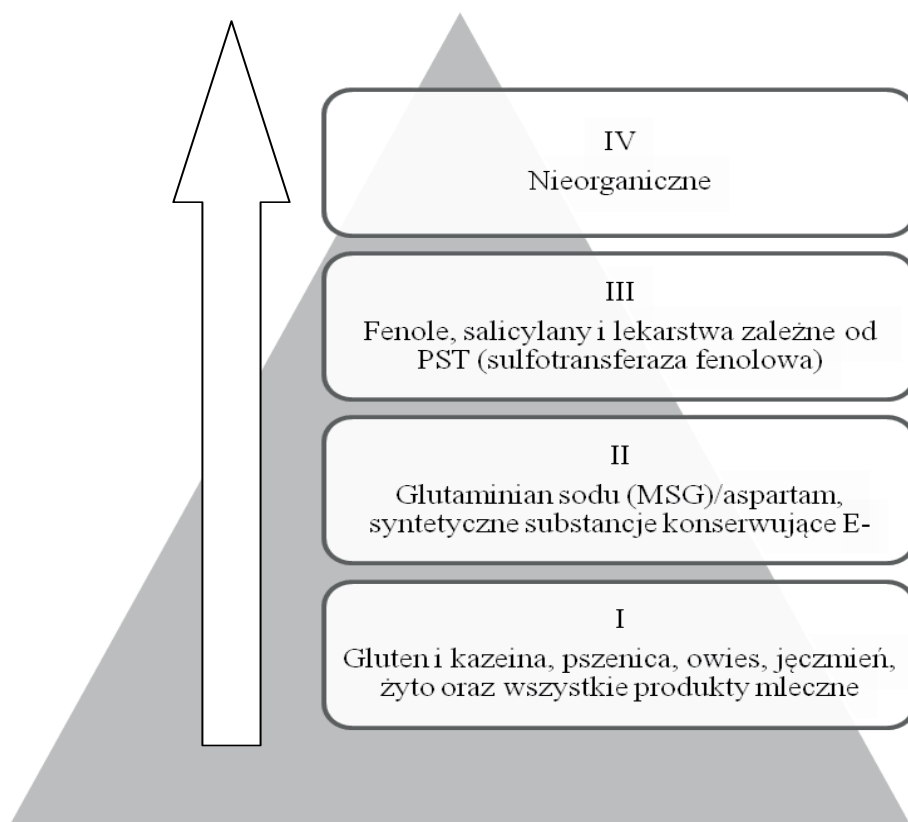 IV
Nieorganiczne
III
Fenole, salicylany i lekarstwa zależne od
PST (sulfotransferaza fenolowa)
II
Glutaminian sodu (MSG)/aspartam,
syntetyczne substancje konserwujące E-
I
Gluten i kazeina, pszenica, owies, jęczmień,
żyto oraz wszystkie produkty mleczne